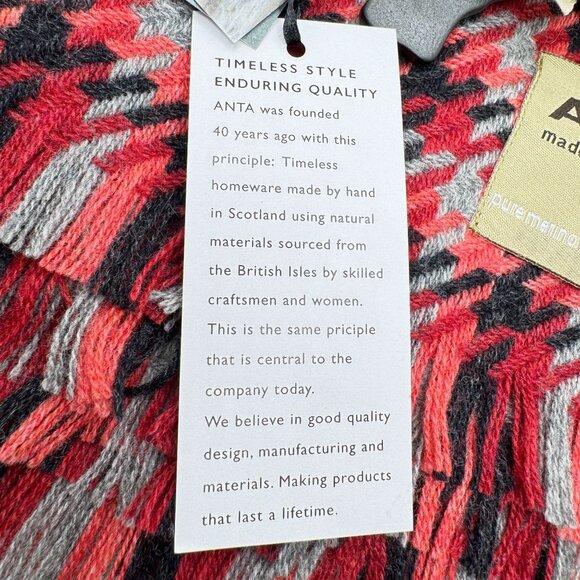 TIMELESS STYLE
ENDURING QUALITY
ANTA was founded
40 years ago with this
principle: Timeless
homeware made by hand
in Scotland using natural
materials sourced from
the British Isles by skilled
craftsmen and women.
This is the same priciple
that is central to the
company today.
We believe in good quality
design, manufacturing and
materials. Making products
that last a lifetime.
A
made
pure merino